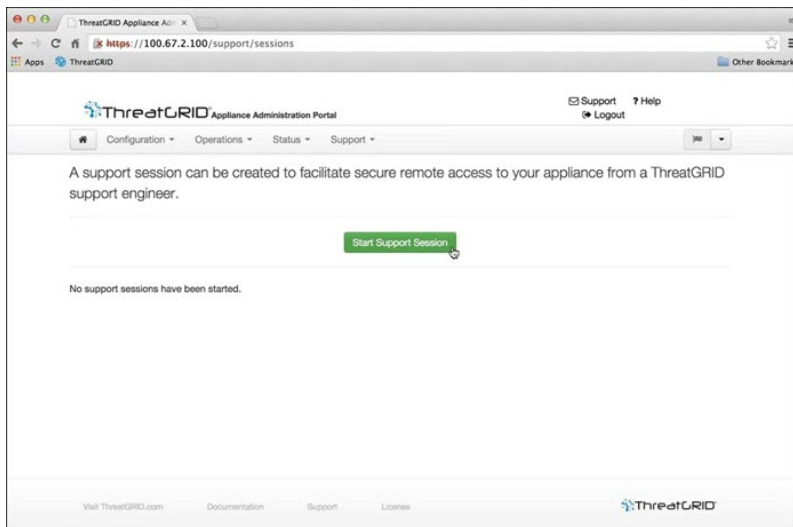 ThreatGRID Appliance Adm
https://100.67.2.100/support/sessions
Apps ThreatGRID Other Bookmark
ThreatGRID Appliance Administration Portal
Support ? Help
Logout
Configuration Operations Status Support
A support session can be created to facilitate secure remote access to your appliance from a ThreatGRID
support engineer.
Start Support Session
No support sessions have been started.
Visit ThreatGRID.com Documentation Support License ThreatGRID